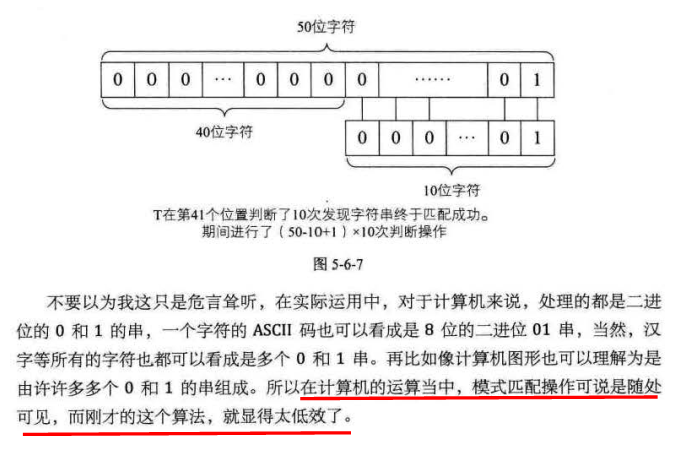 50位字符
0 0 0 … 0 0 0 0 …… 0 1
40位字符
0 0 0 … 0 1
10位字符
T在第41个位置判断了10次发现字符串终于匹配成功。
期间进行了（50-10+1）×10次判断操作
图 5-6-7
不要以为我这只是危言耸听，在实际运用中，对于计算机来说，处理的都是二进
位的 0 和 1 的串，一个字符的 ASCII 码也可以看成是 8 位的二进位 01 串，当然，汉
字等所有的字符也都可以看成是多个 0 和 1 串。再比如像计算机图形也可以理解为是
由许许多多个 0 和 1 的串组成。所以在计算机的运算当中，模式匹配操作可说是随处
可见，而刚才的这个算法，就显得太低效了。